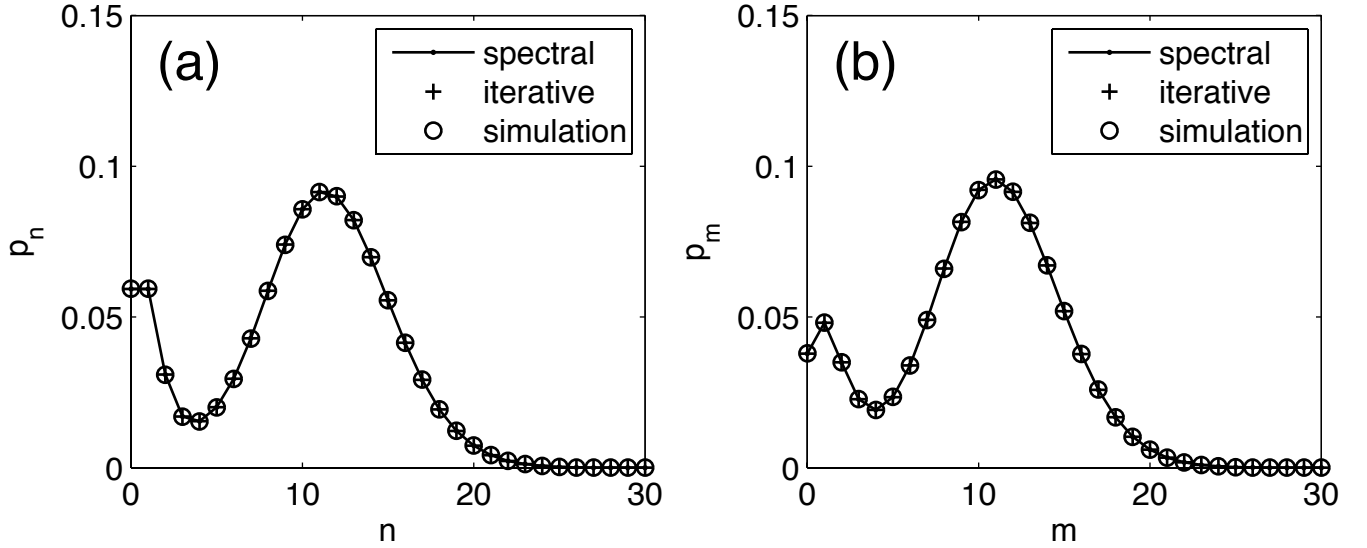 (a)
spectral
iterative
simulation
0.15
0.1
0.05
0
p_n
0 10 20 30
n
(b)
spectral
iterative
simulation
0.15
0.1
0.05
0
p_m
0 10 20 30
m